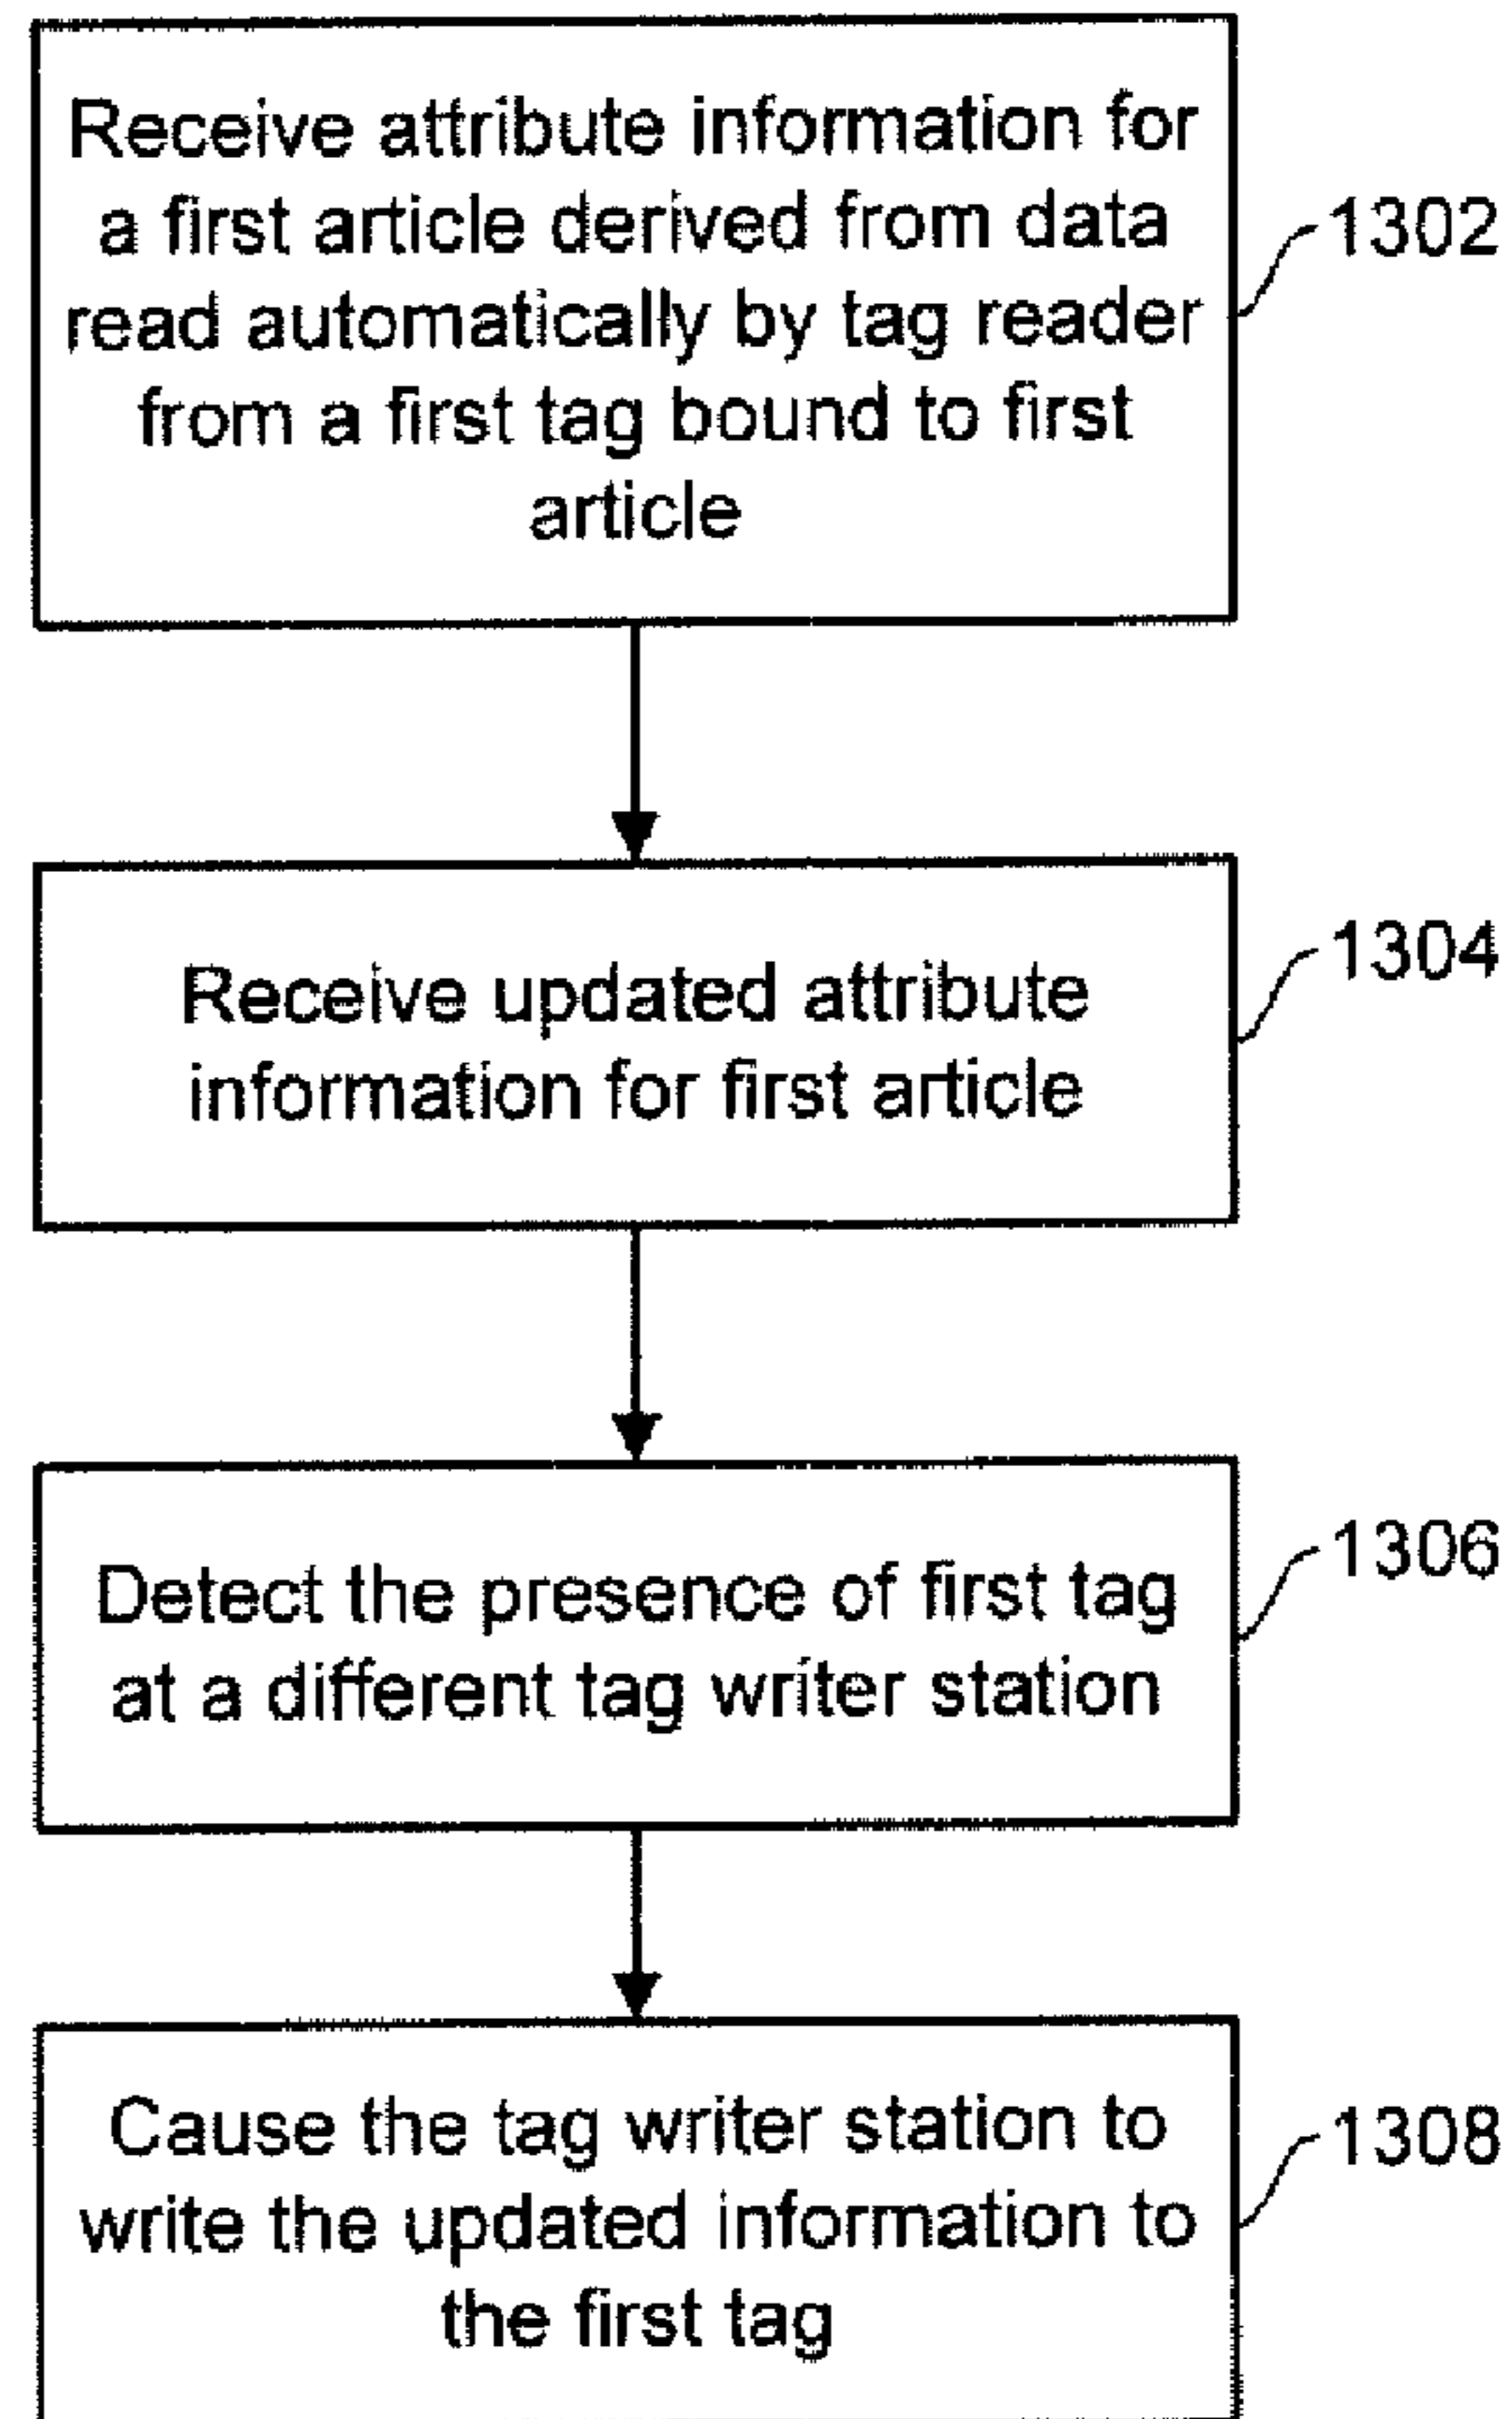 Receive attribute information for
a first article derived from data
read automatically by tag reader
from a first tag bound to first
article
1302
Receive updated attribute
information for first article
1304
Detect the presence of first tag
at a different tag writer station
1306
Cause the tag writer station to
write the updated information to
the first tag
1308